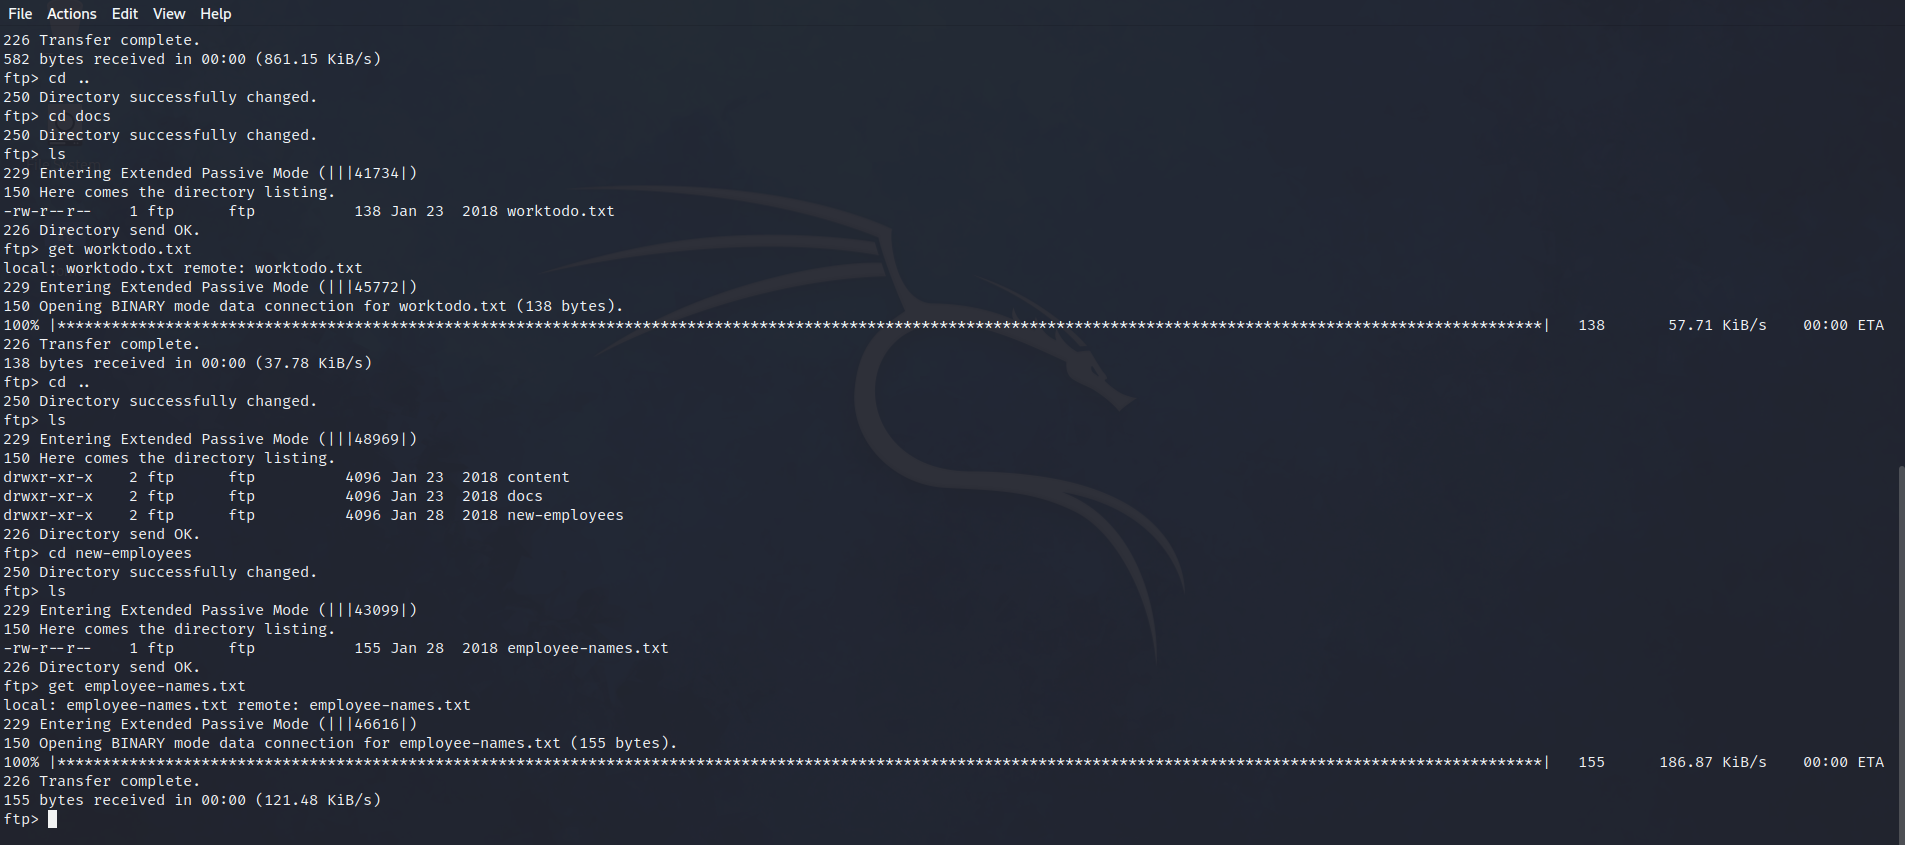 File Actions Edit View Help
226 Transfer complete.
582 bytes received in 00:00 (861.15 KiB/s)
ftp> cd ..
250 Directory successfully changed.
ftp> cd docs
250 Directory successfully changed.
ftp> ls
229 Entering Extended Passive Mode (|||41734|)
150 Here comes the directory listing.
-rw-r--r--    1 ftp      ftp           138 Jan 23  2018 worktodo.txt
226 Directory send OK.
ftp> get worktodo.txt
local: worktodo.txt remote: worktodo.txt
229 Entering Extended Passive Mode (|||45772|)
150 Opening BINARY mode data connection for worktodo.txt (138 bytes).
100% |*********************************************************************************************************************************************************************| 138 57.71 KiB/s 00:00 ETA
226 Transfer complete.
138 bytes received in 00:00 (37.78 KiB/s)
ftp> cd ..
250 Directory successfully changed.
ftp> ls
229 Entering Extended Passive Mode (|||48969|)
150 Here comes the directory listing.
drwxr-xr-x    2 ftp      ftp          4096 Jan 23  2018 content
drwxr-xr-x    2 ftp      ftp          4096 Jan 23  2018 docs
drwxr-xr-x    2 ftp      ftp          4096 Jan 28  2018 new-employees
226 Directory send OK.
ftp> cd new-employees
250 Directory successfully changed.
ftp> ls
229 Entering Extended Passive Mode (|||43099|)
150 Here comes the directory listing.
-rw-r--r--    1 ftp      ftp           155 Jan 28  2018 employee-names.txt
226 Directory send OK.
ftp> get employee-names.txt
local: employee-names.txt remote: employee-names.txt
229 Entering Extended Passive Mode (|||46616|)
150 Opening BINARY mode data connection for employee-names.txt (155 bytes).
100% |*********************************************************************************************************************************************************************| 155 186.87 KiB/s 00:00 ETA
226 Transfer complete.
155 bytes received in 00:00 (121.48 KiB/s)
ftp>